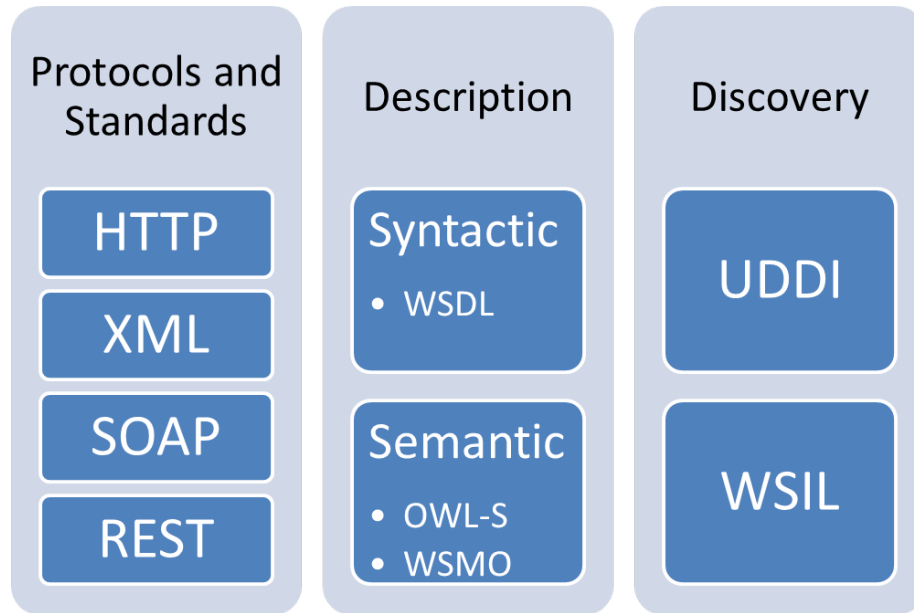 Protocols and
Standards
HTTP
XML
SOAP
REST
Description
Syntactic
• WSDL
Semantic
• OWL-S
• WSMO
Discovery
UDDI
WSIL